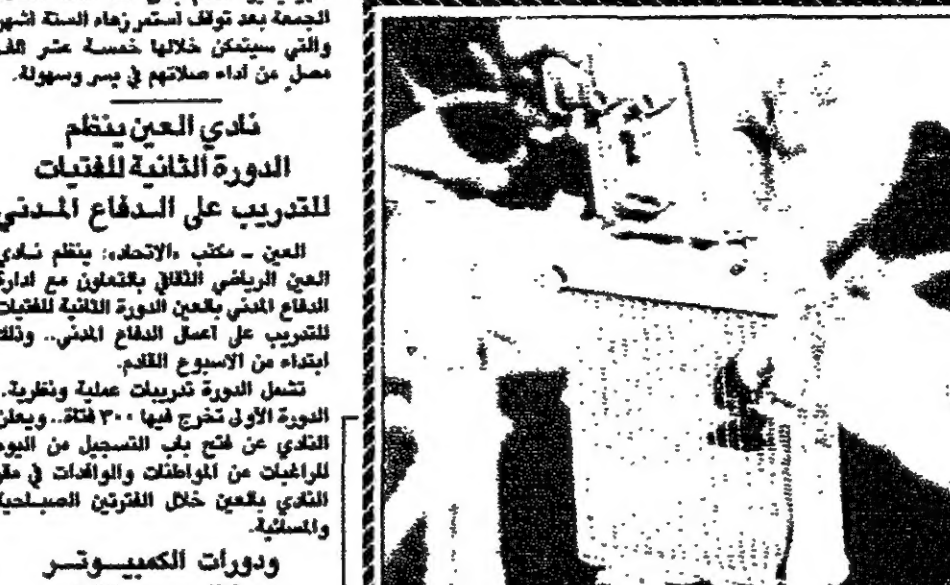 الجمعة بعد توقف استمر زهاء الستة اشهر
والتي سيتمكن خلالها خمسة عشر الف
مصل من اداء صلاتهم في يسر وسهولة.
نادي العين ينظم
الدورة الثانية للفتيات
للتدريب على الدفاع المدني
العين - مكتب «الاتحاد»: ينظم نادي
العين الرياضي الثقافي بالتعاون مع ادارة
الدفاع المدني بالعين الدورة الثانية للفتيات
للتدريب على اعمال الدفاع المدني.. وذلك
ابتداء من الاسبوع القادم.
تشمل الدورة تدريبات عملية ونظرية.
الدورة الأولى تخرج فيها ٣٠٠ فتاة.. ويعلن
النادي عن فتح باب التسجيل من اليوم
للراغبات من المواطنات والوافدات في مقر
النادي بالعين خلال الفترتين الصباحية
والمسائية.
ودورات الكمبيوتر